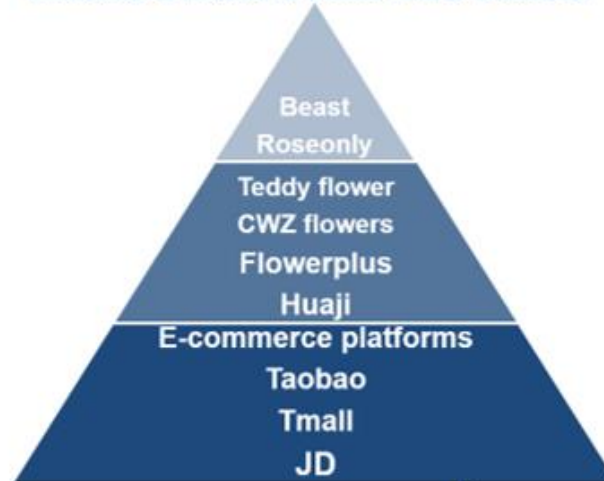 Beast
Roseonly
Teddy flower
CWZ flowers
Flowerplus
Huaji
E-commerce platforms
Taobao
Tmall
JD